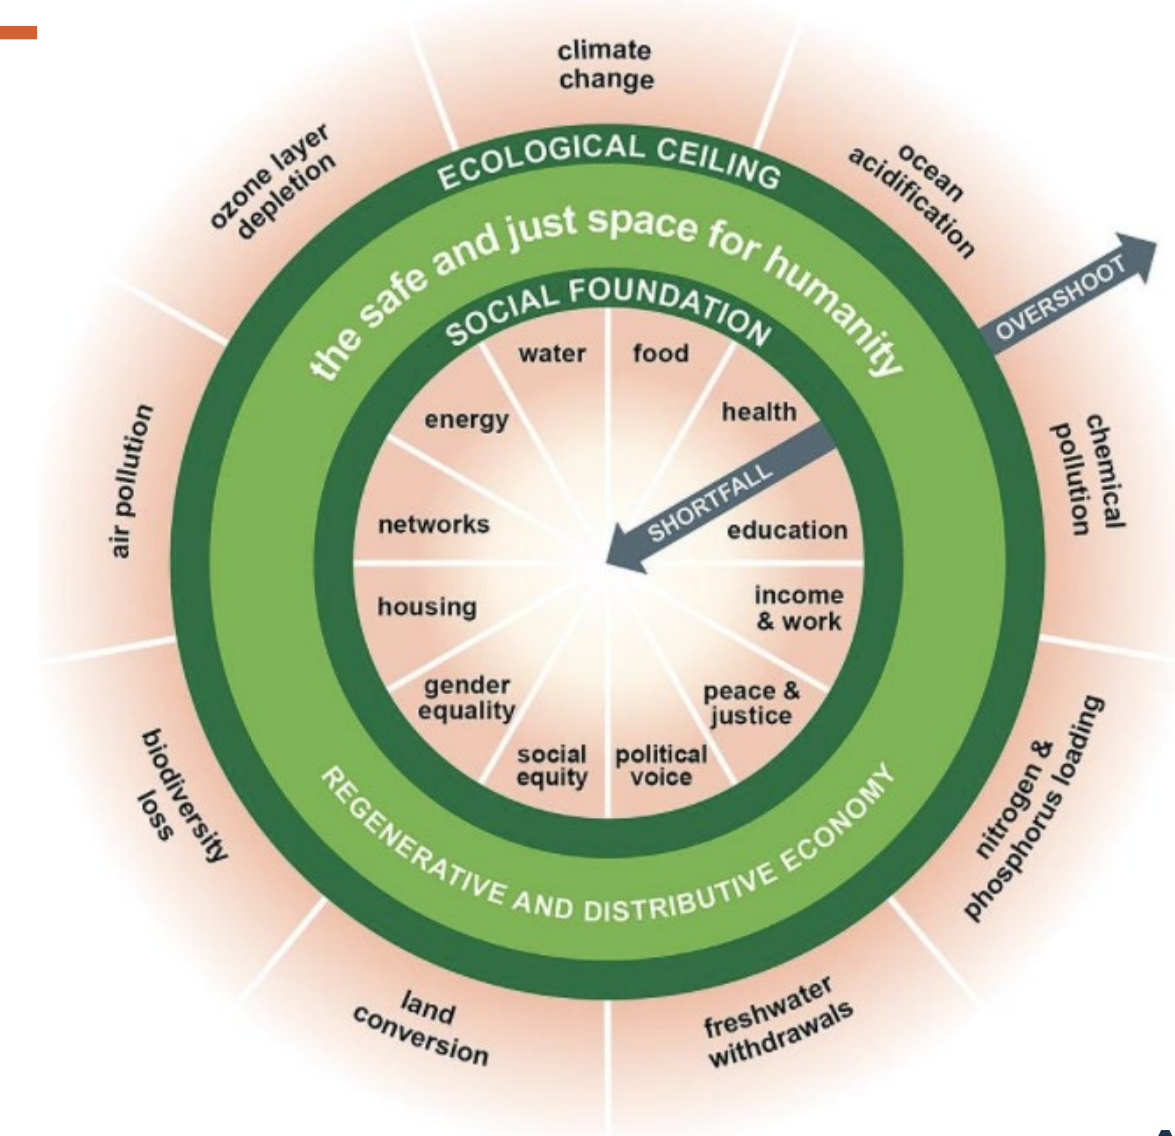 climate
change
ocean
acidification
OVERSHOOT
chemical
pollution
nitrogen &
phosphorus loading
freshwater
withdrawals
land
conversion
biodiversity
loss
air pollution
ozone layer
depletion
ECOLOGICAL CEILING
the safe and just space for humanity
SOCIAL FOUNDATION
water
food
health
SHORTFALL
education
income
& work
peace &
justice
political
voice
social
equity
gender
equality
housing
networks
energy
REGENERATIVE AND DISTRIBUTIVE ECONOMY